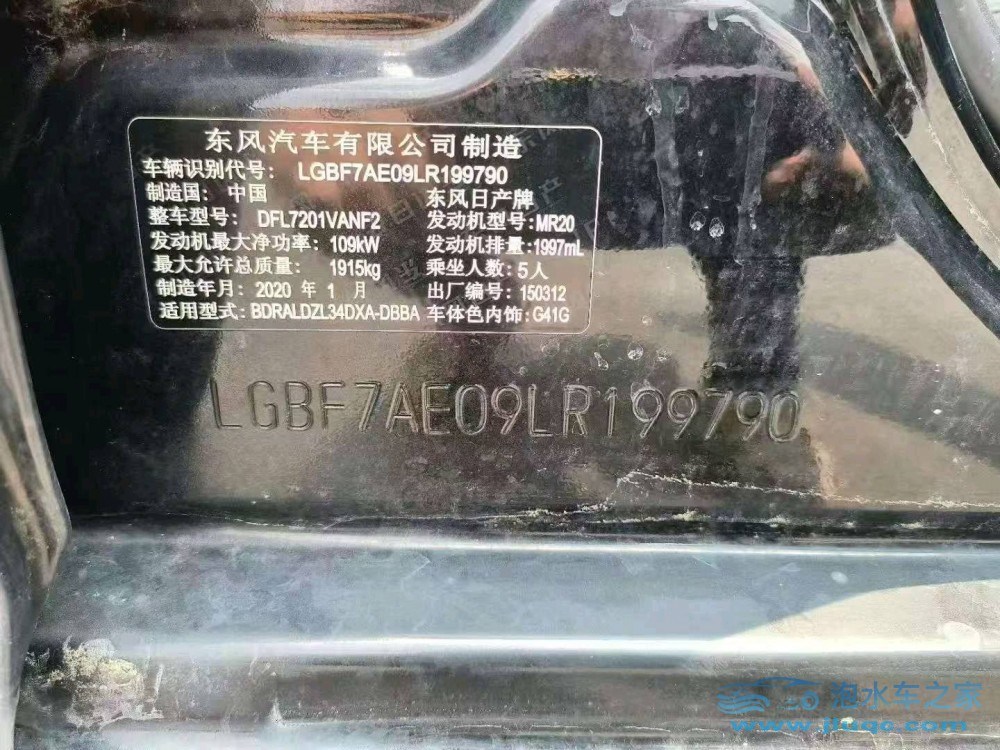 东风汽车有限公司制造
车辆识别代号： LGBF7AE09LR199790
制造国： 中国 东风日产牌
整车型号： DFL7201VANF2 发动机型号：MR20
发动机最大净功率： 109kW 发动机排量：1997mL
最大允许总质量： 1915kg 乘坐人数：5人
制造年月：2020 年 1 月 出厂编号：150312
适用型式：BDRALDZL34DXA-DBBA 车体色内饰：G41G
LGBF7AE09LR199790
泡水车之家
www.jluqc.com